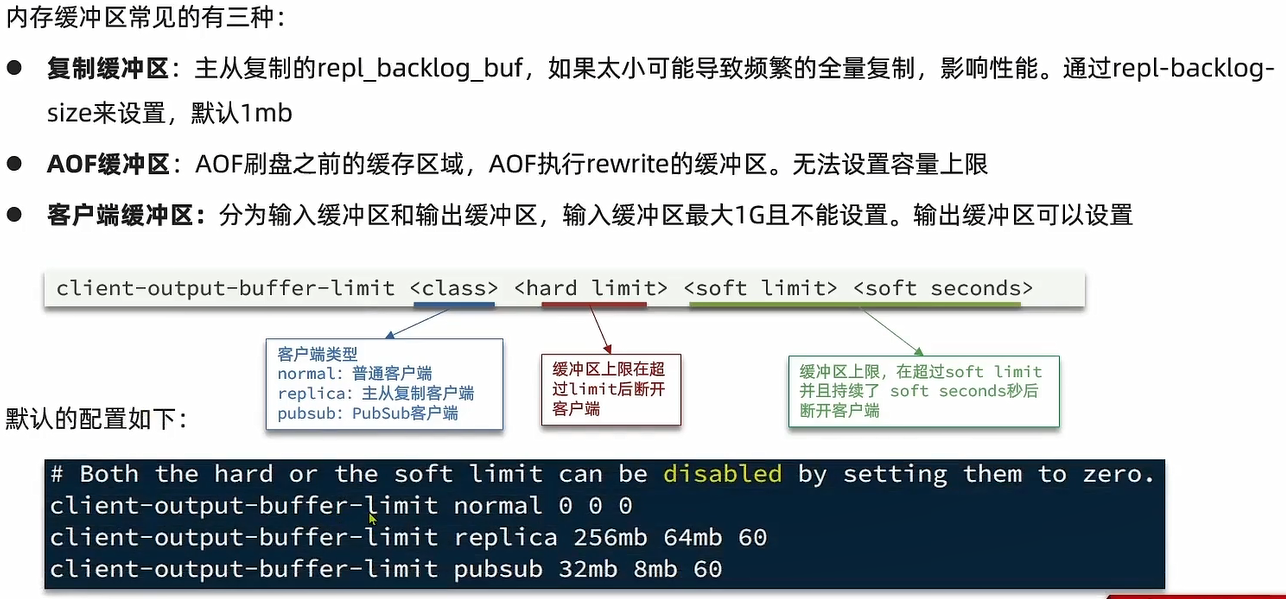 内存缓冲区常见的有三种：
● 复制缓冲区：主从复制的repl_backlog_buf，如果太小可能导致频繁的全量复制，影响性能。通过repl-backlog-
size来设置，默认1mb
● AOF缓冲区：AOF刷盘之前的缓存区域，AOF执行rewrite的缓冲区。无法设置容量上限
● 客户端缓冲区：分为输入缓冲区和输出缓冲区，输入缓冲区最大1G且不能设置。输出缓冲区可以设置
client-output-buffer-limit <class> <hard limit> <soft limit> <soft seconds>
客户端类型
normal：普通客户端
replica：主从复制客户端
pubsub：PubSub客户端
缓冲区上限在超
过limit后断开
客户端
缓冲区上限，在超过soft limit
并且持续了 soft seconds秒后
断开客户端
默认的配置如下：
# Both the hard or the soft limit can be disabled by setting them to zero.
client-output-buffer-limit normal 0 0 0
client-output-buffer-limit replica 256mb 64mb 60
client-output-buffer-limit pubsub 32mb 8mb 60